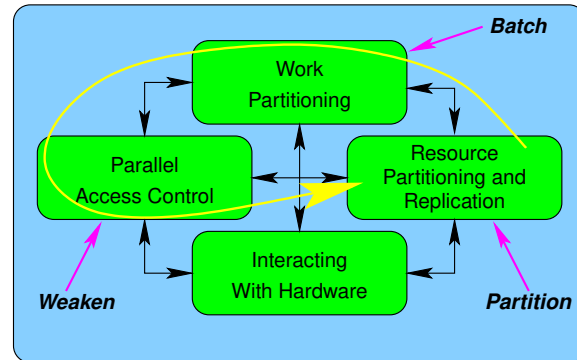 Batch
Work
Partitioning
Parallel
Access Control
Resource
Partitioning and
Replication
Interacting
With Hardware
Weaken
Partition